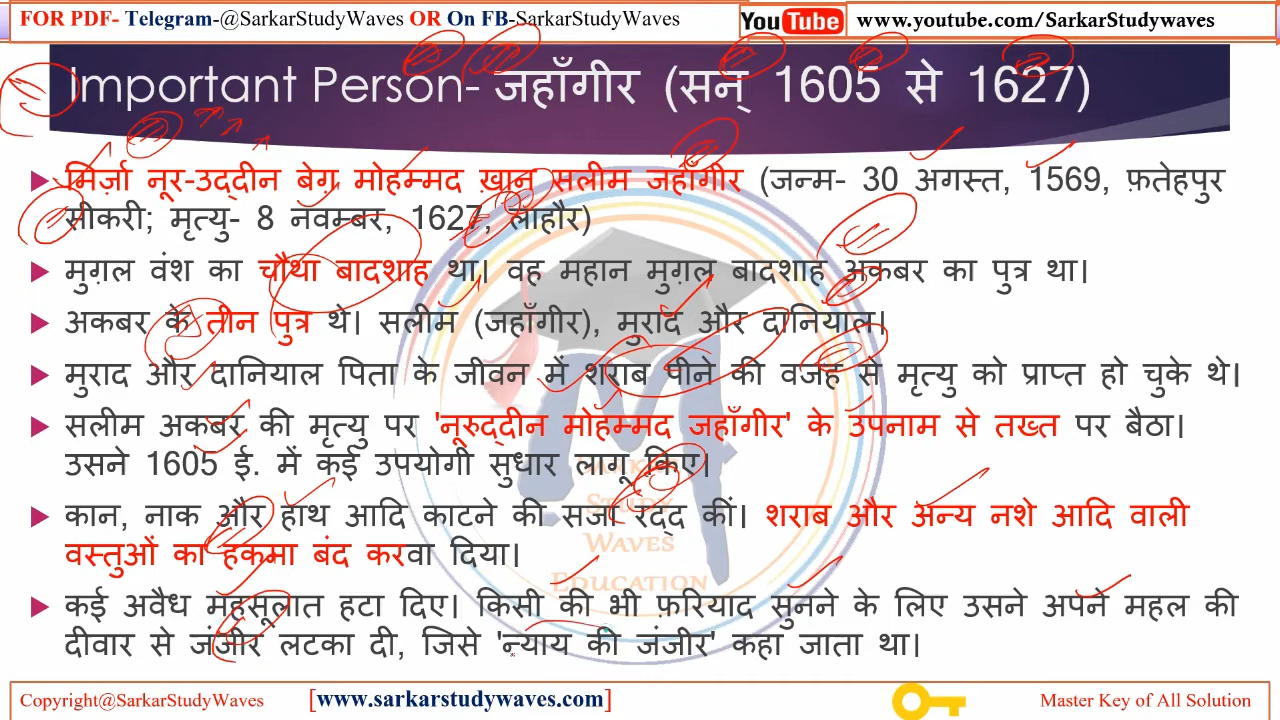 FOR PDF- Telegram-@SarkarStudyWaves OR On FB-SarkarStudyWaves
YouTube www.youtube.com/SarkarStudywaves
Important Person- जहाँगीर (सन् 1605 से 1627)
मिर्ज़ा नूर-उद्दीन बेग़ मोहम्मद ख़ान सलीम जहाँगीर (जन्म- 30 अगस्त, 1569, फ़तेहपुर
सीकरी; मृत्यु- 8 नवम्बर, 1627, लाहौर)
मुग़ल वंश का चौथा बादशाह था। वह महान मुग़ल बादशाह अकबर का पुत्र था।
अकबर के तीन पुत्र थे। सलीम (जहाँगीर), मुराद और दानियाल।
मुराद और दानियाल पिता के जीवन में शराब पीने की वजह से मृत्यु को प्राप्त हो चुके थे।
सलीम अकबर की मृत्यु पर 'नूरुद्दीन मोहम्मद जहाँगीर' के उपनाम से तख्त पर बैठा।
उसने 1605 ई. में कई उपयोगी सुधार लागू किए।
कान, नाक और हाथ आदि काटने की सजा रद्द कीं। शराब और अन्य नशे आदि वाली
वस्तुओं का हकमा बंद करवा दिया।
कई अवैध महसूलात हटा दिए। किसी की भी फ़रियाद सुनने के लिए उसने अपने महल की
दीवार से जंजीर लटका दी, जिसे 'न्याय की जंजीर' कहा जाता था।
STUDY
WAVES
EDUCATION
Copyright@SarkarStudyWaves
[www.sarkarstudywaves.com]
Master Key of All Solution